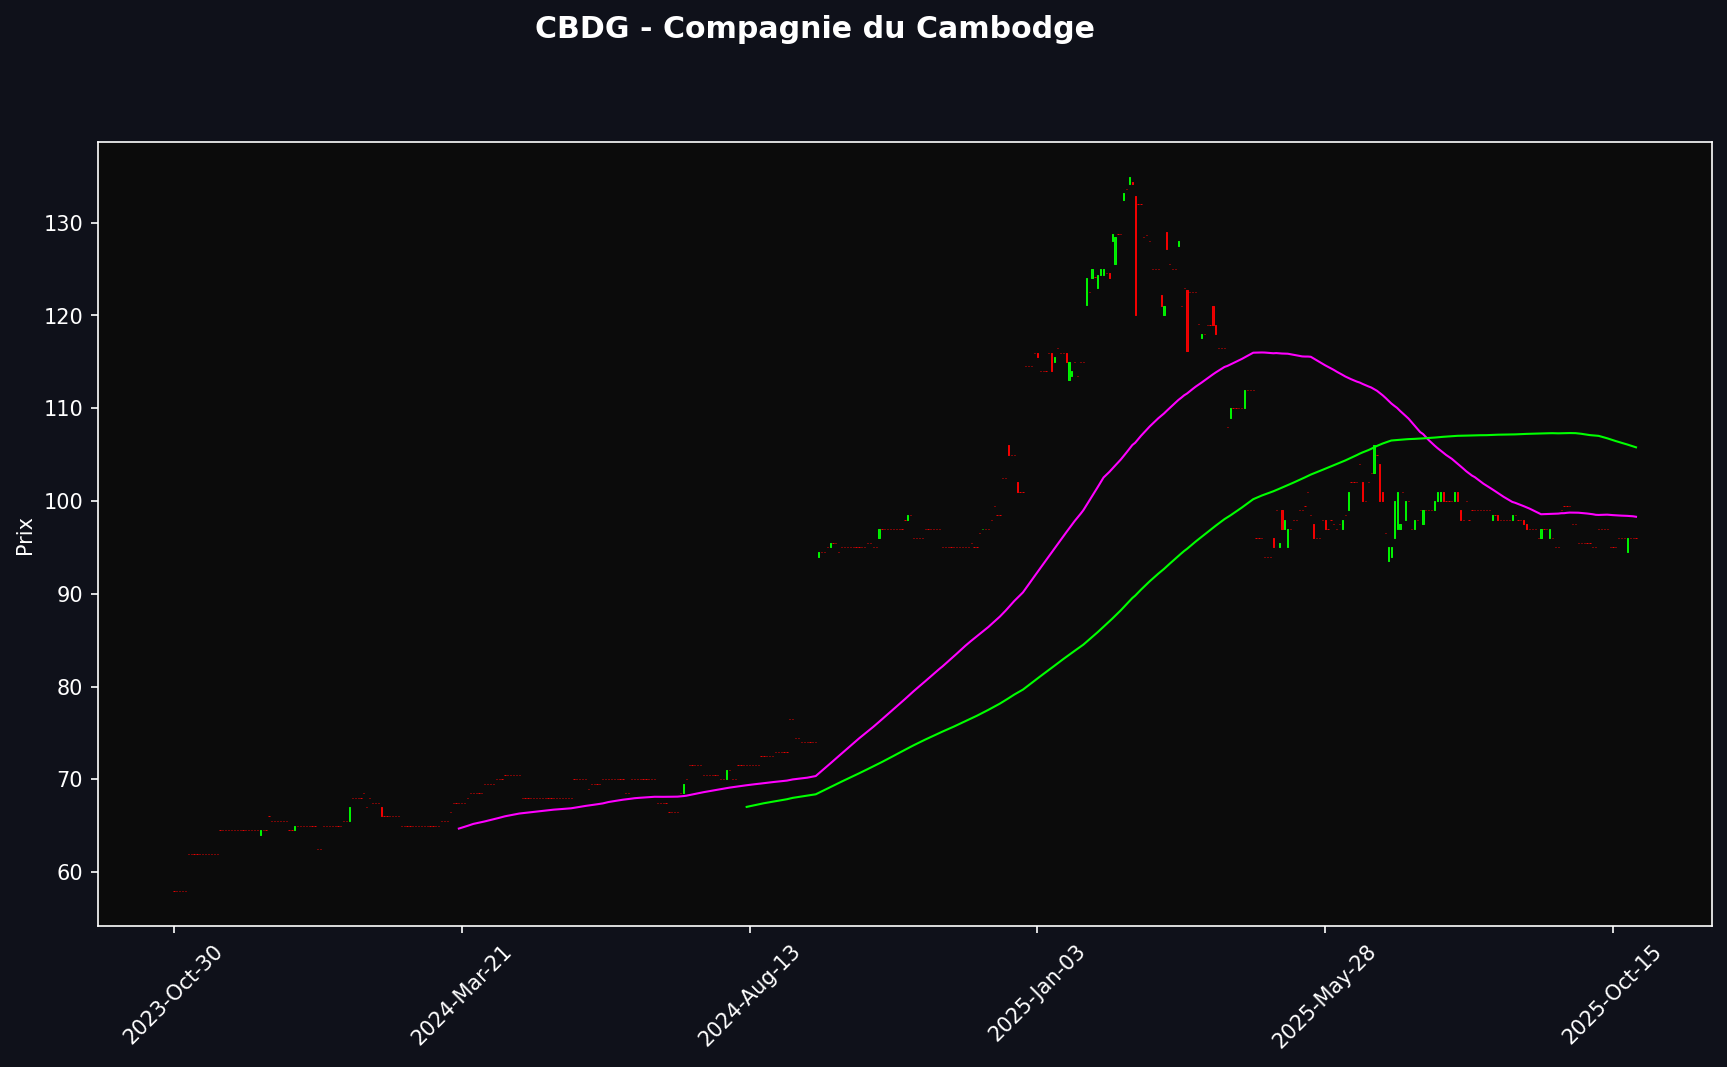 CBDG - Compagnie du Cambodge
Prix
130
120
110
100
90
80
70
60
2023-Oct-30
2024-Mar-21
2024-Aug-13
2025-Jan-03
2025-May-28
2025-Oct-15